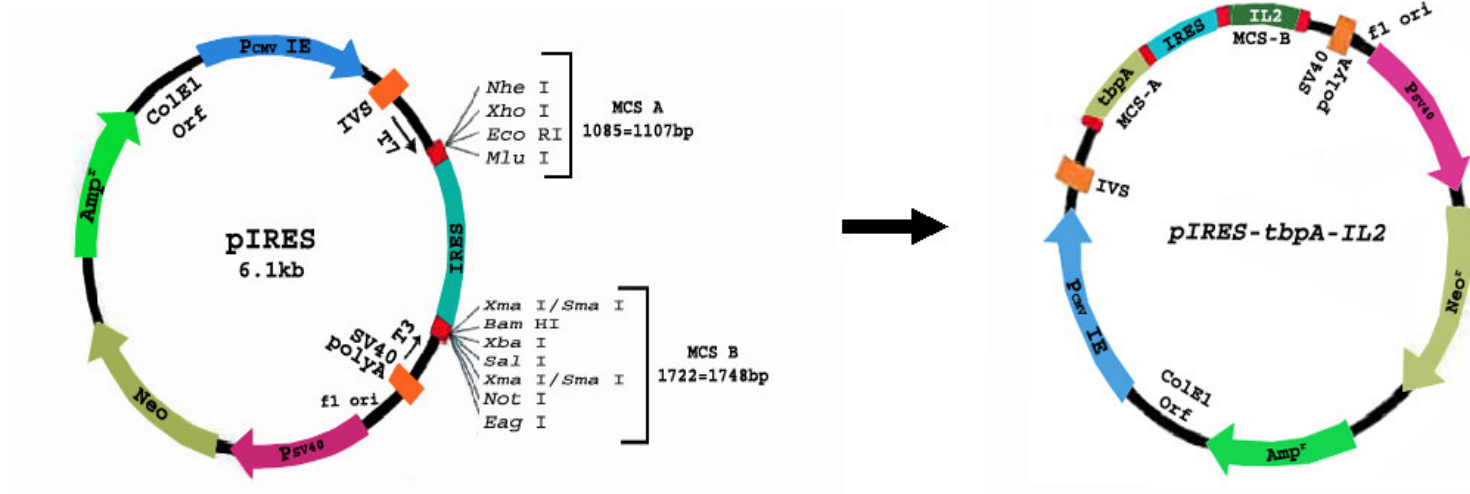 PCMV IE
ColE1
Orf
IVS
T7
Nhe I
Xho I
Eco RI
Mlu I
MCS A
1085=1107bp
Ampr
pIRES
6.1kb
IRES
Xma I/Sma I
Bam HI
Xba I
Sal I
Xma I/Sma I
Not I
Eag I
MCS B
1722=1748bp
T3
SV40
polyA
f1 ori
PSV40
Neo
tbpA
IRES
IL2
MCS-A
MCS-B
SV40
polyA
f1 ori
PSV40
IVS
pIRES-tbpA-IL2
Neor
PCMV IE
ColE1
Orf
Ampr